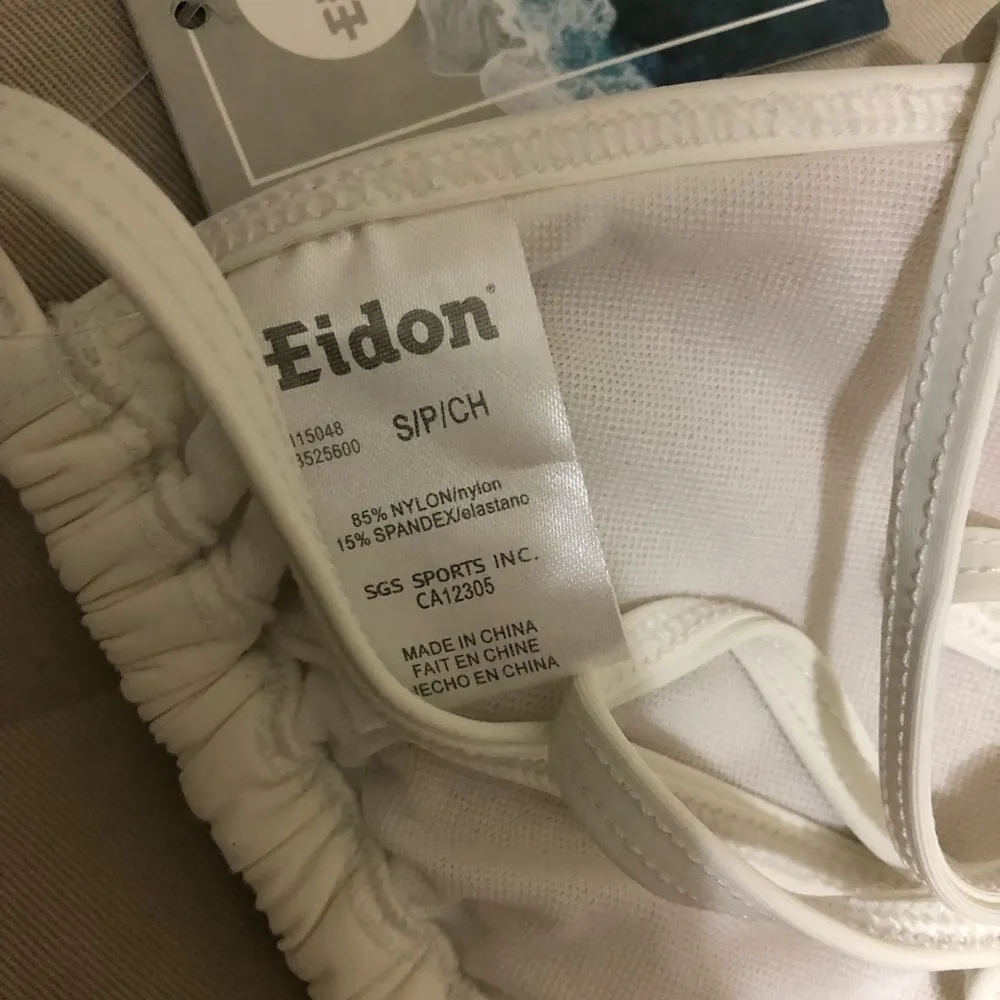 Eidon®
S/P/CH
115048
3525600
85% NYLON/nylon
15% SPANDEX/elastano
SGS SPORTS INC.
CA12305
MADE IN CHINA
FAIT EN CHINE
HECHO EN CHINA